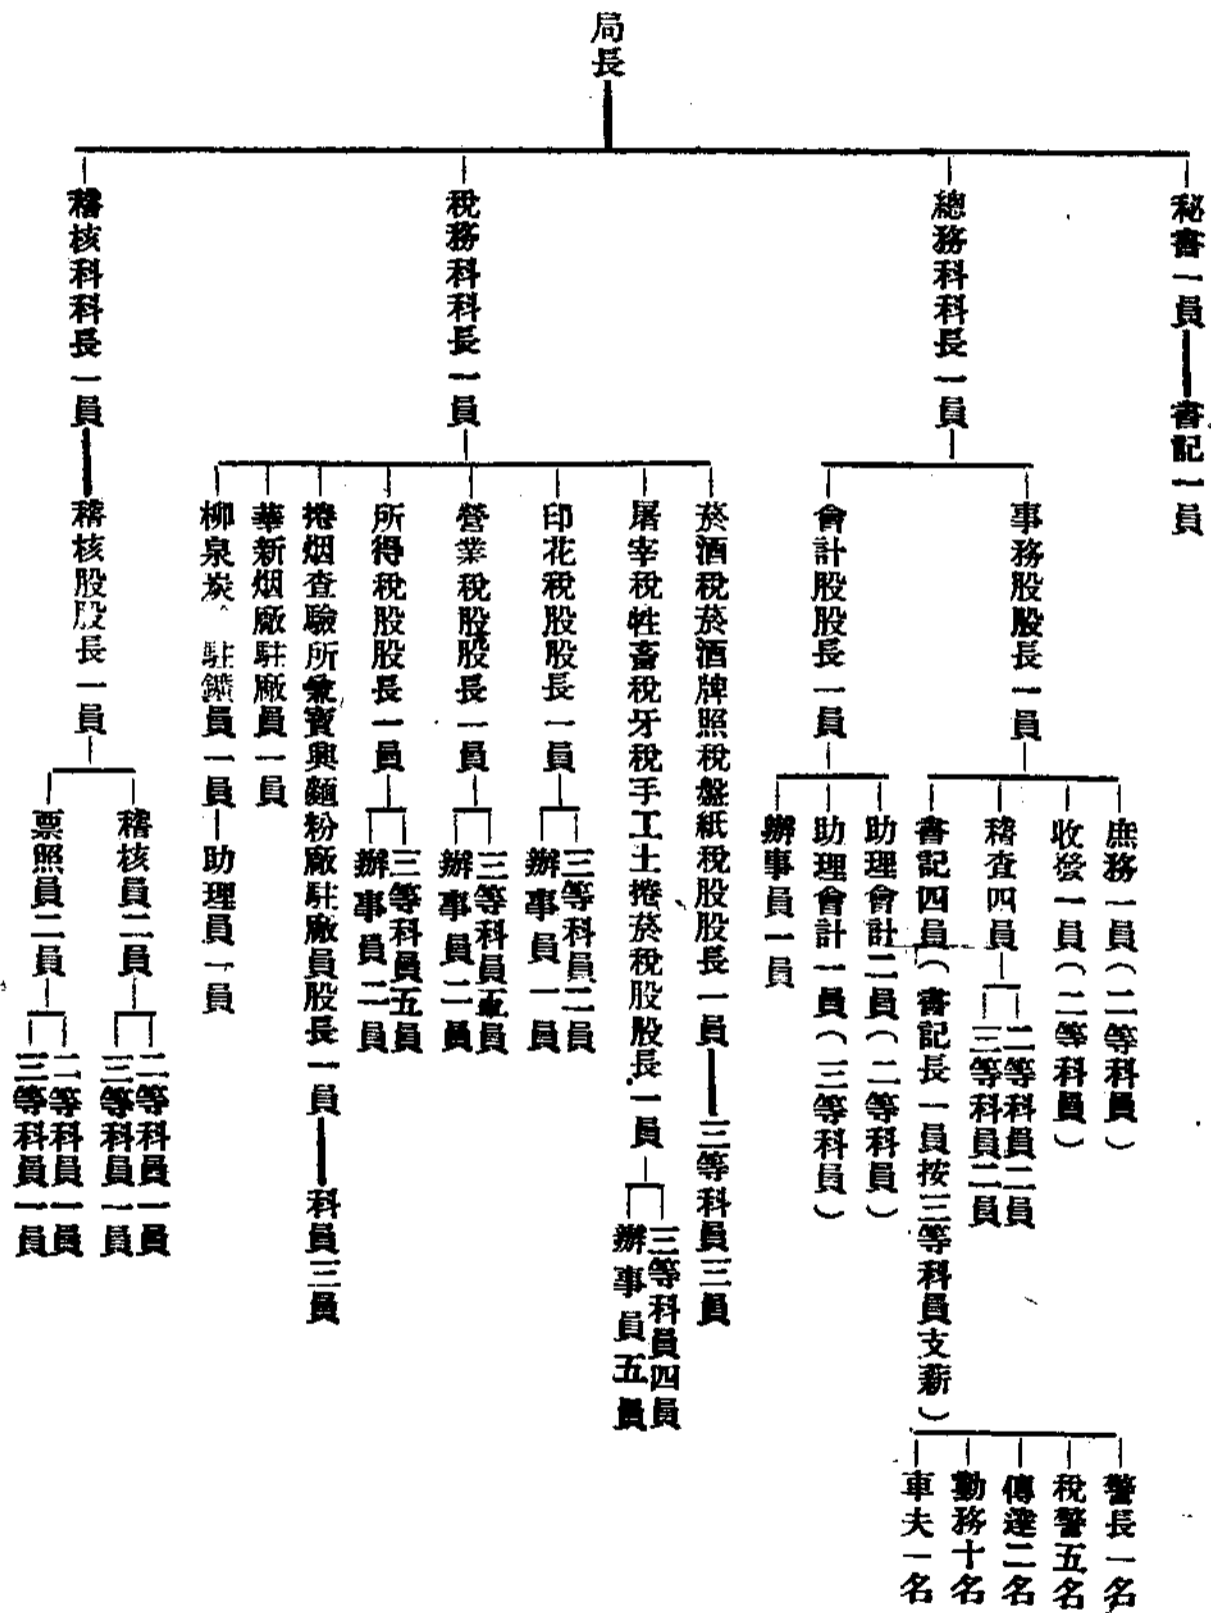 局長
秘書一員
書記一員
總務科科長一員
事務股股長一員
庶務一員(二等科員)
收發一員(二等科員)
稽查四員
二等科員二員
三等科員二員
書記四員(書記長一員按三等科員支薪)
警長一名
稅警五名
傳達二名
勤務十名
車夫一名
會計股股長一員
助理會計二員(二等科員)
助理會計一員(三等科員)
辦事員一員
稅務科科長一員
菸酒稅菸酒牌照稅盤紙稅股股長一員
三等科員三員
屠宰稅牲畜稅牙稅手工土捲菸稅股股長一員
三等科員四員
辦事員五員
印花稅股股長一員
三等科員二員
辦事員一員
營業稅股股長一員
三等科員五員
辦事員二員
所得稅股股長一員
三等科員五員
辦事員二員
捲烟查驗所兼寶興麵粉廠駐廠員股長一員
科員三員
華新烟廠駐廠員一員
柳泉炭、駐鑛員一員
助理員一員
稽核科科長一員
稽核股股長一員
稽核員二員
二等科員一員
三等科員一員
票照員二員
二等科員一員
三等科員一員